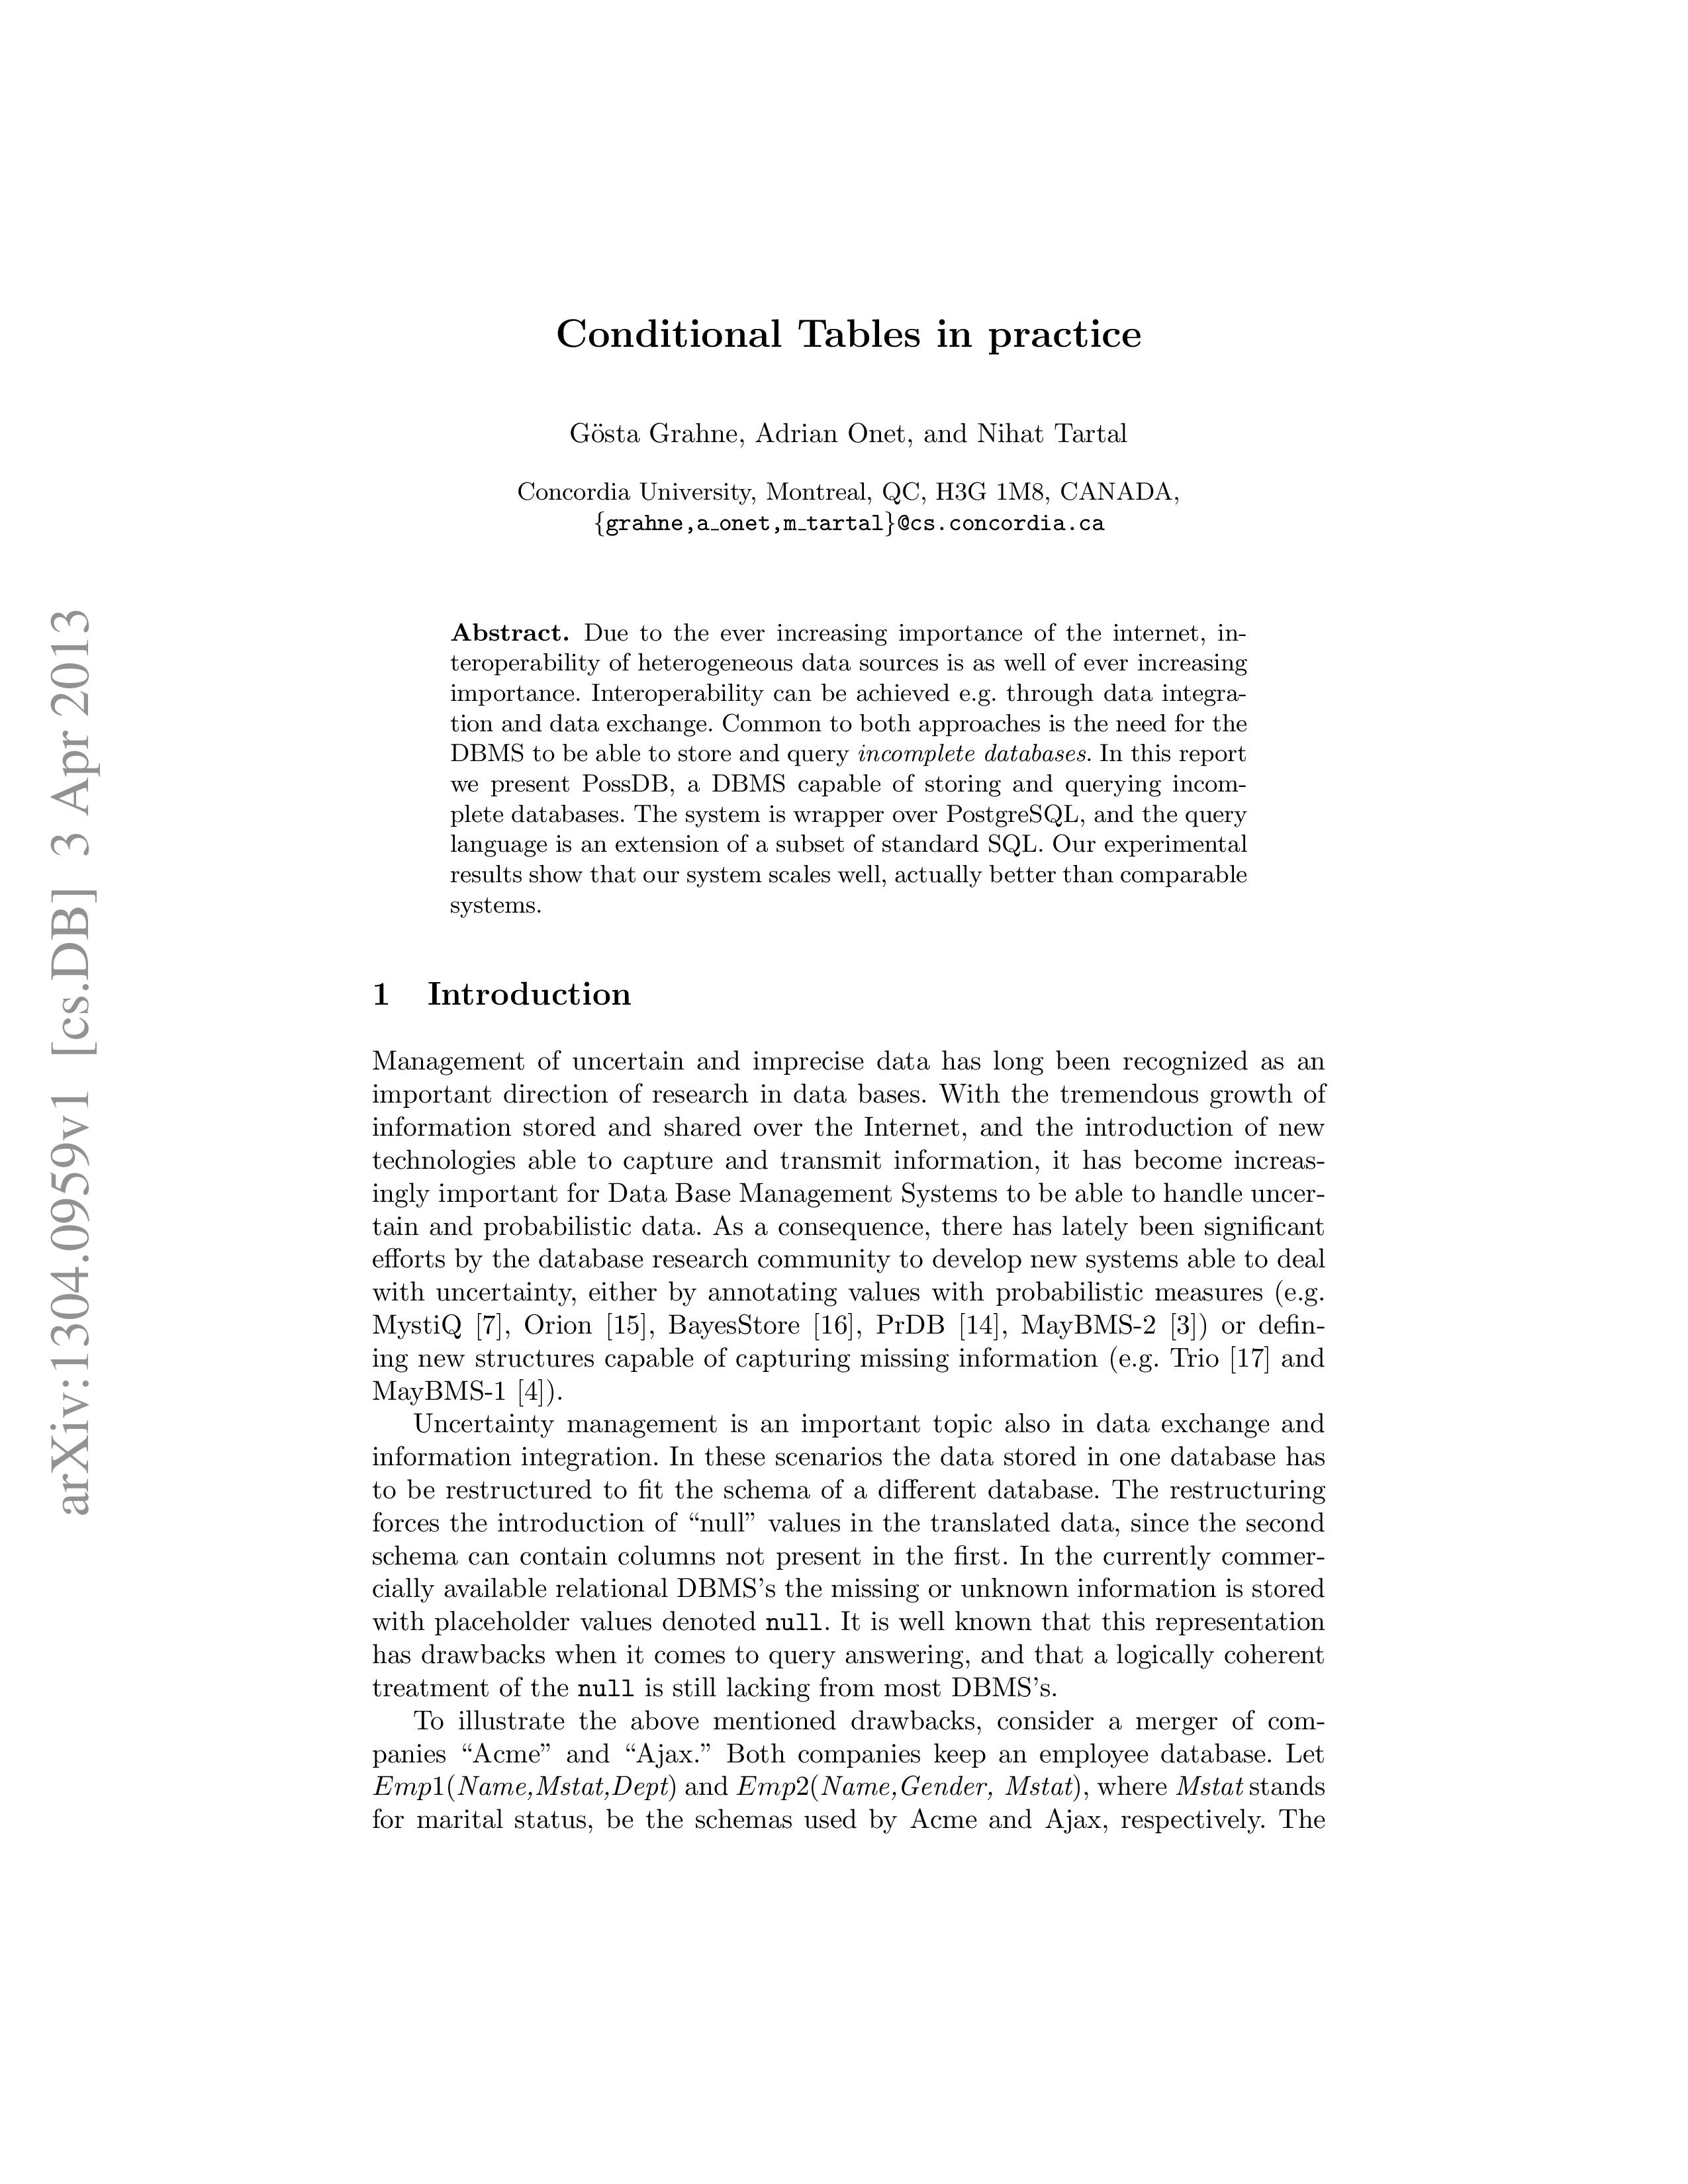 Conditional Tables in practice
Gösta Grahne, Adrian Onet, and Nihat Tartal
Concordia University, Montreal, QC, H3G 1M8, CANADA,
{grahne,a_onet,m_tartal}@cs.concordia.ca
Abstract. Due to the ever increasing importance of the internet, in-
teroperability of heterogeneous data sources is as well of ever increasing
importance. Interoperability can be achieved e.g. through data integra-
tion and data exchange. Common to both approaches is the need for the
DBMS to be able to store and query incomplete databases. In this report
we present PossDB, a DBMS capable of storing and querying incom-
plete databases. The system is wrapper over PostgreSQL, and the query
language is an extension of a subset of standard SQL. Our experimental
results show that our system scales well, actually better than comparable
systems.
1 Introduction
Management of uncertain and imprecise data has long been recognized as an
important direction of research in data bases. With the tremendous growth of
information stored and shared over the Internet, and the introduction of new
technologies able to capture and transmit information, it has become increas-
ingly important for Data Base Management Systems to be able to handle uncer-
tain and probabilistic data. As a consequence, there has lately been significant
efforts by the database research community to develop new systems able to deal
with uncertainty, either by annotating values with probabilistic measures (e.g.
MystiQ [7], Orion [15], BayesStore [16], PrDB [14], MayBMS-2 [3]) or defin-
ing new structures capable of capturing missing information (e.g. Trio [17] and
MayBMS-1 [4]).
Uncertainty management is an important topic also in data exchange and
information integration. In these scenarios the data stored in one database has
to be restructured to fit the schema of a different database. The restructuring
forces the introduction of “null” values in the translated data, since the second
schema can contain columns not present in the first. In the currently commer-
cially available relational DBMS's the missing or unknown information is stored
with placeholder values denoted null. It is well known that this representation
has drawbacks when it comes to query answering, and that a logically coherent
treatment of the null is still lacking from most DBMS's.
To illustrate the above mentioned drawbacks, consider a merger of com-
panies “Acme” and “Ajax.” Both companies keep an employee database. Let
Emp1(Name,Mstat,Dept) and Emp2(Name,Gender, Mstat), where Mstat stands
for marital status, be the schemas used by Acme and Ajax, respectively. The
arXiv:1304.0959v1 [cs.DB] 3 Apr 2013